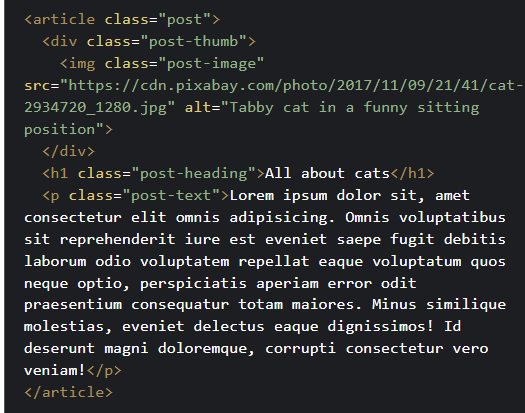 <article class="post">
<div class="post-thumb">
<img class="post-image"
src="https://cdn.pixabay.com/photo/2017/11/09/21/41/cat-
2934720_1280.jpg" alt="Tabby cat in a funny sitting
position">
</div>
<h1 class="post-heading">All about cats</h1>
<p class="post-text">Lorem ipsum dolor sit, amet
consectetur elit omnis adipisicing. Omnis voluptatibus
sit reprehenderit iure est eveniet saepe fugit debitis
laborum odio voluptatem repellat eaque voluptatum quos
neque optio, perspiciatis aperiam error odit
praesentium consequatur totam maiores. Minus similique
molestias, eveniet delectus eaque dignissimos! Id
deserunt magni doloremque, corrupti consectetur vero
veniam!</p>
</article>